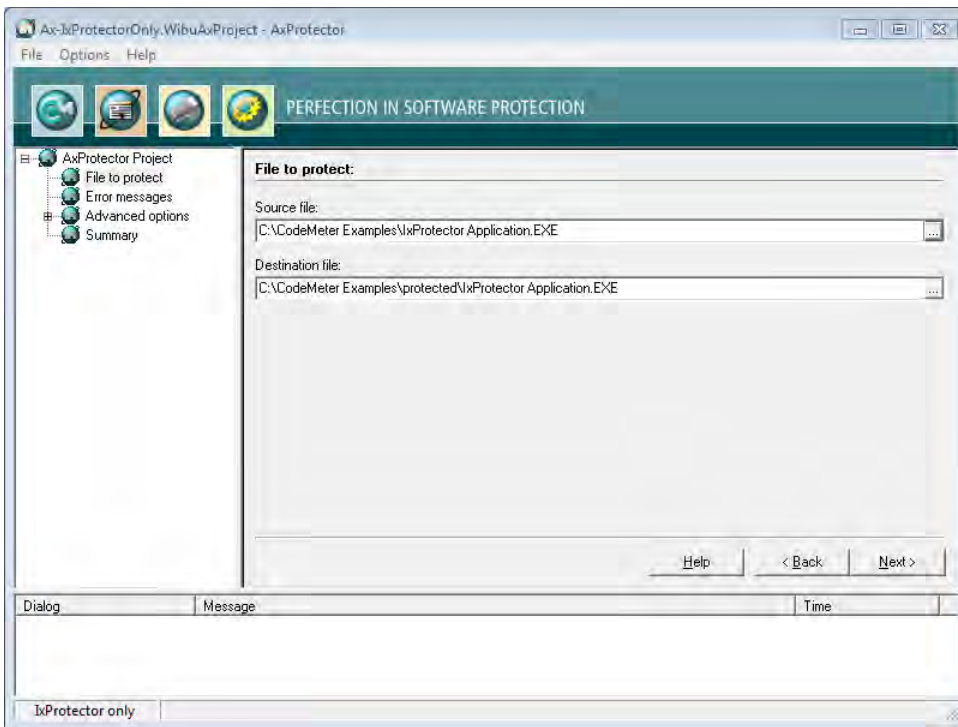 Ax-IxProtectorOnly.WibuAxProject - AxProtector
File Options Help
PERFECTION IN SOFTWARE PROTECTION
AxProtector Project
File to protect
Error messages
Advanced options
Summary
File to protect:
Source file:
C:\CodeMeter Examples\IxProtector Application.EXE
...
Destination file:
C:\CodeMeter Examples\protected\IxProtector Application.EXE
...
Help < Back Next >
Dialog Message Time
IxProtector only